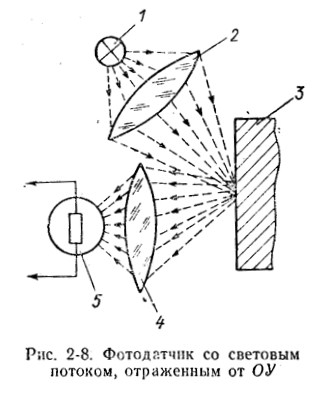 1
2
3
4
5
Рис. 2-8. Фотодатчик со световым
потоком, отраженным от ОУ